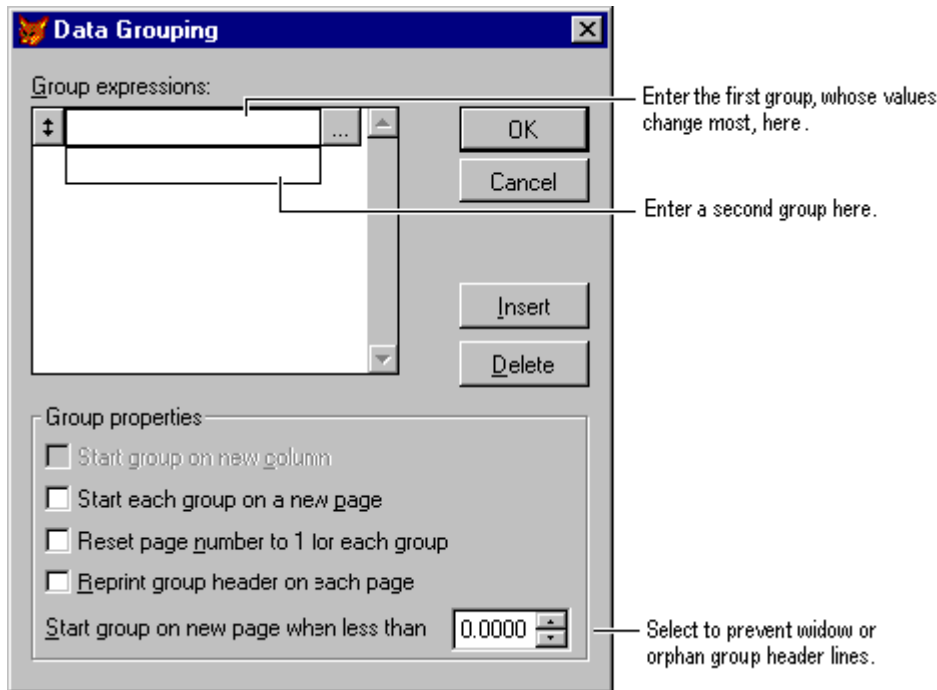 Data Grouping
Group expressions:
...
OK
Cancel
Insert
Delete
Enter the first group, whose values
change most, here.
Enter a second group here.
Group properties
Start group on new column
Start each group on a new page
Reset page number to 1 for each group
Reprint group header on each page
Start group on new page when less than 0.0000
Select to prevent widow or
orphan group header lines.